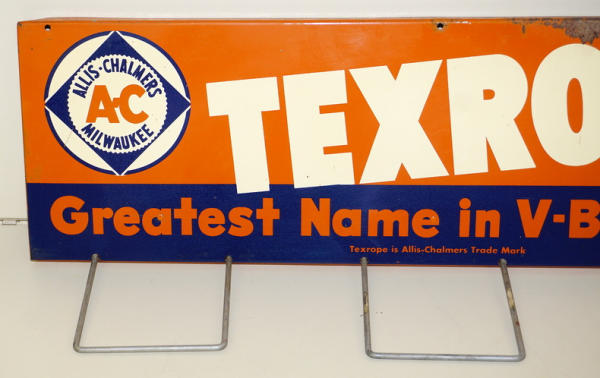 ALLIS-CHALMERS
A-C
MILWAUKEE
TEXRO
Greatest Name in V-B
Texrope is Allis-Chalmers Trade Mark